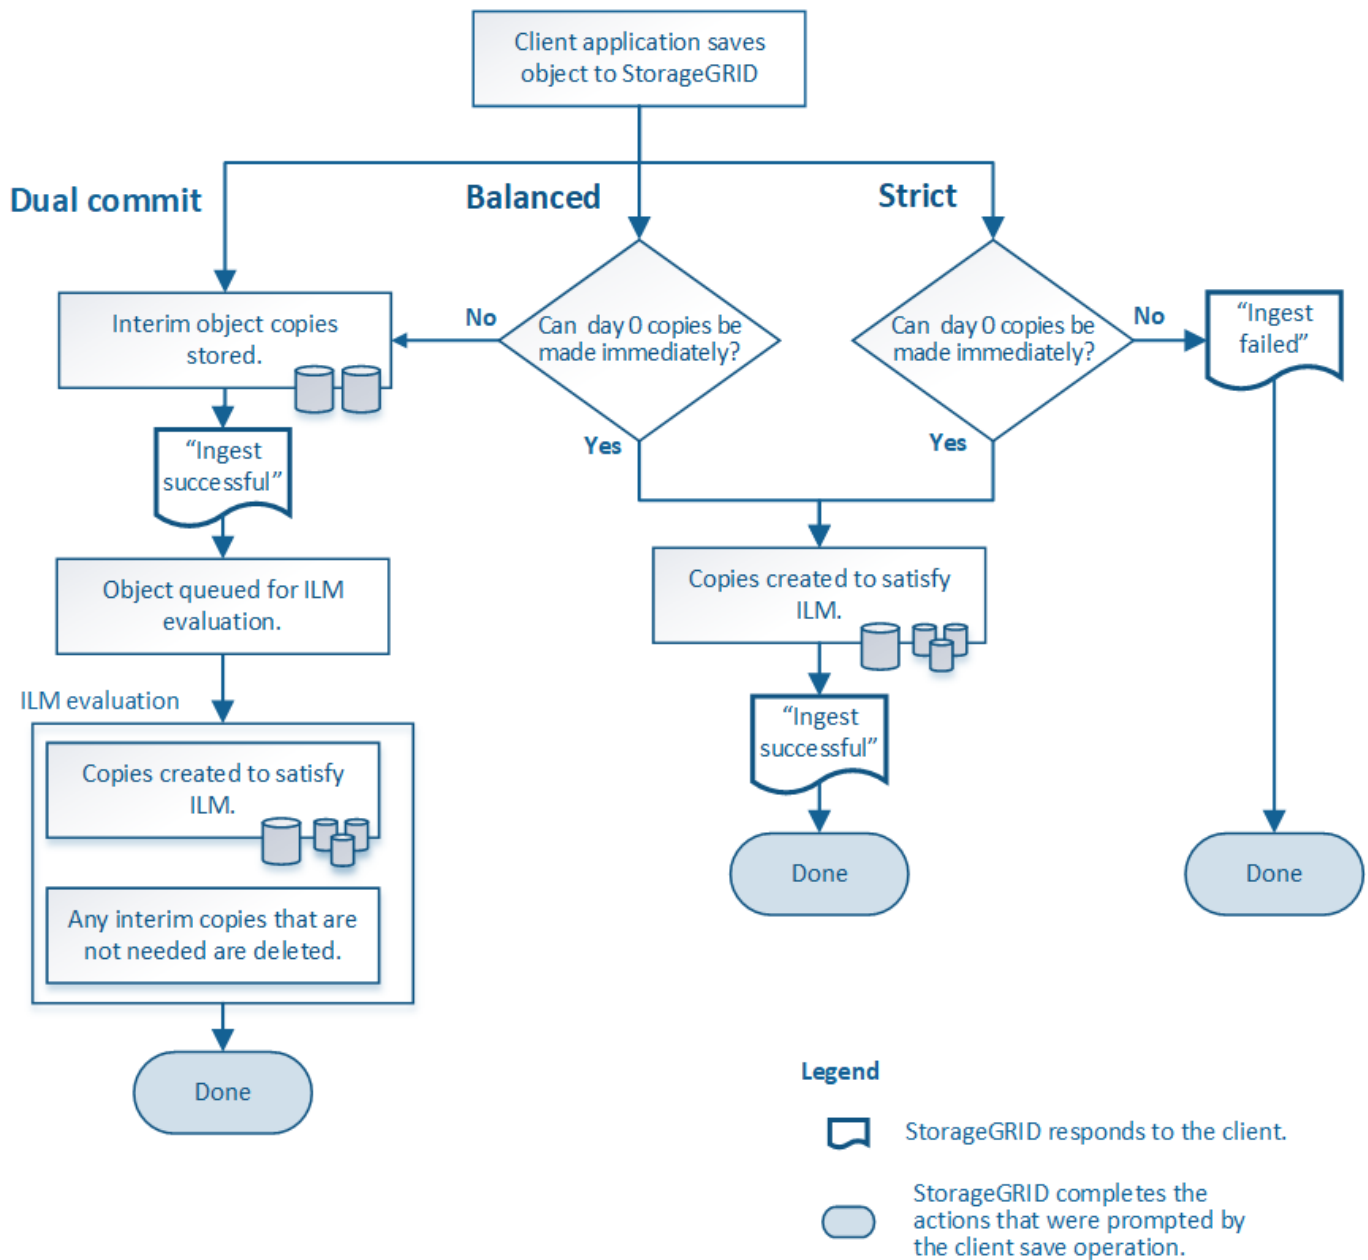 Client application saves
object to StorageGRID
Dual commit
Balanced
Strict
Interim object copies
stored.
No
Can day 0 copies be
made immediately?
Can day 0 copies be
made immediately?
No
“Ingest
failed”
Yes
Yes
“Ingest
successful”
Object queued for ILM
evaluation.
Copies created to satisfy
ILM.
ILM evaluation
“Ingest
successful”
Copies created to satisfy
ILM.
Done
Done
Any interim copies that are
not needed are deleted.
Done
Legend
StorageGRID responds to the client.
StorageGRID completes the
actions that were prompted by
the client save operation.